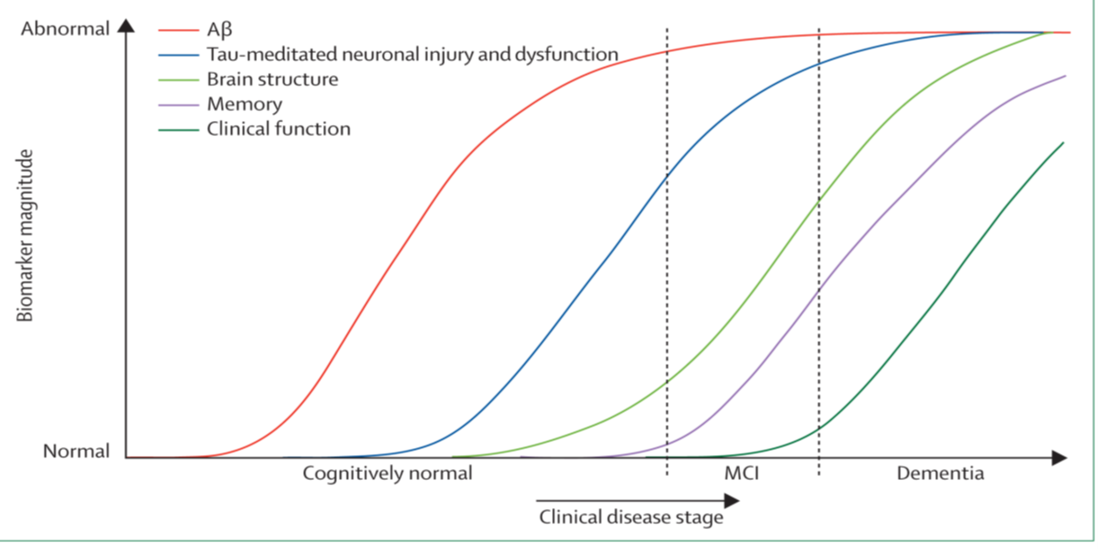 Abnormal
Aβ
Tau-meditated neuronal injury and dysfunction
Brain structure
Memory
Clinical function
Biomarker magnitude
Normal
Cognitively normal
MCI
Dementia
Clinical disease stage